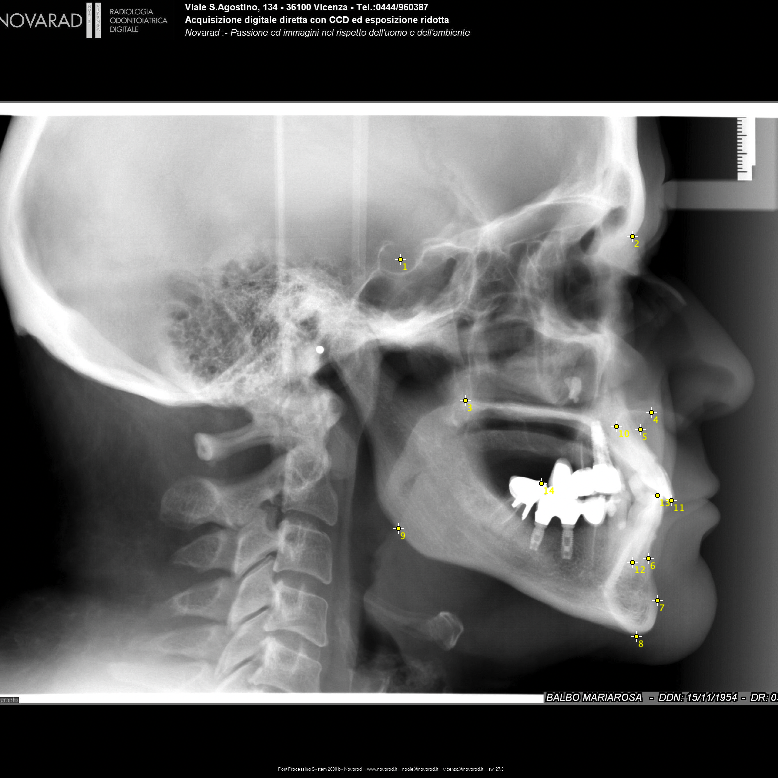 NOVARAD
RADIOLOGIA
ODONTOIATRICA
DIGITALE
Viale S.Agostino, 134 - 36100 Vicenza - Tel.:0444/960387
Acquisizione digitale diretta con CCD ed esposizione ridotta
Novarad .- Passione ed immagini nel rispetto dell'uomo e dell'ambiente
2
1
3
4
10
5
14
13
11
9
12
6
7
8
BALBO MARIAROSA - DDN: 15/11/1954 - DR: